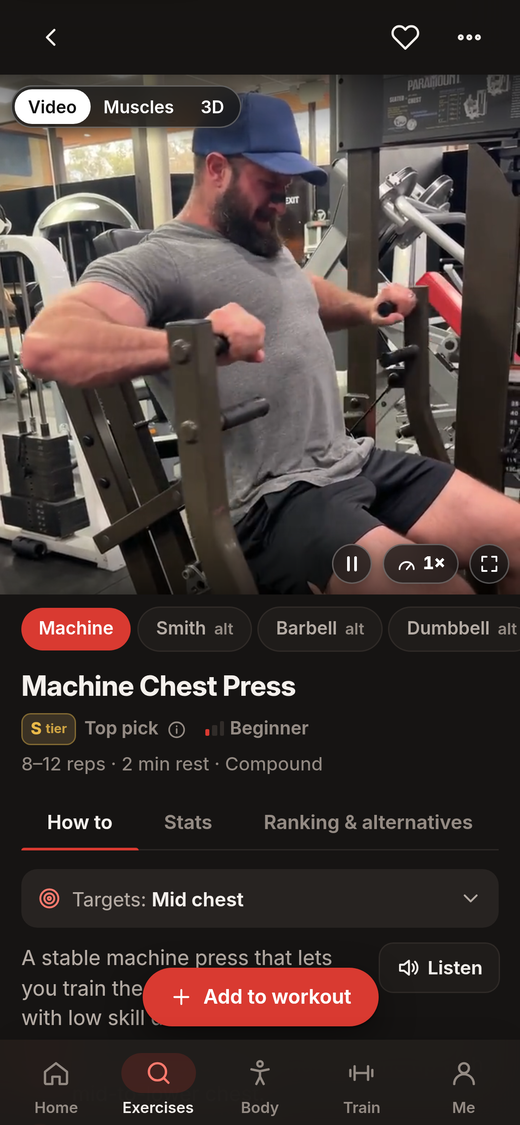 PARAMOUNT
EXIT
Video Muscles 3D
1×
Machine Smith alt Barbell alt Dumbbell alt
Machine Chest Press
S tier Top pick Beginner
8–12 reps · 2 min rest · Compound
How to Stats Ranking & alternatives
Targets: Mid chest
A stable machine press that lets
you train the
with low skill
Listen
Add to workout
Home Exercises Body Train Me